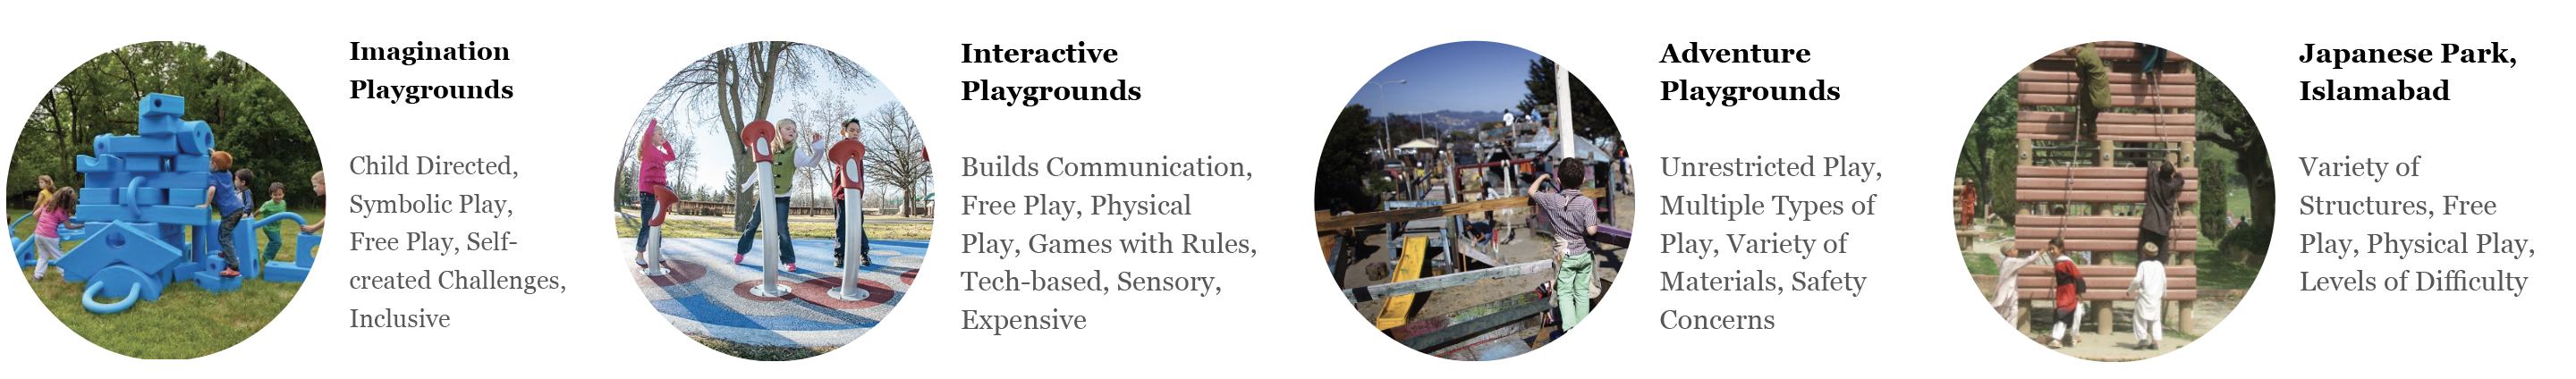 Imagination
Playgrounds
Child Directed,
Symbolic Play,
Free Play, Self-
created Challenges,
Inclusive
Interactive
Playgrounds
Builds Communication,
Free Play, Physical
Play, Games with Rules,
Tech-based, Sensory,
Expensive
Adventure
Playgrounds
Unrestricted Play,
Multiple Types of
Play, Variety of
Materials, Safety
Concerns
Japanese Park,
Islamabad
Variety of
Structures, Free
Play, Physical Play,
Levels of Difficulty